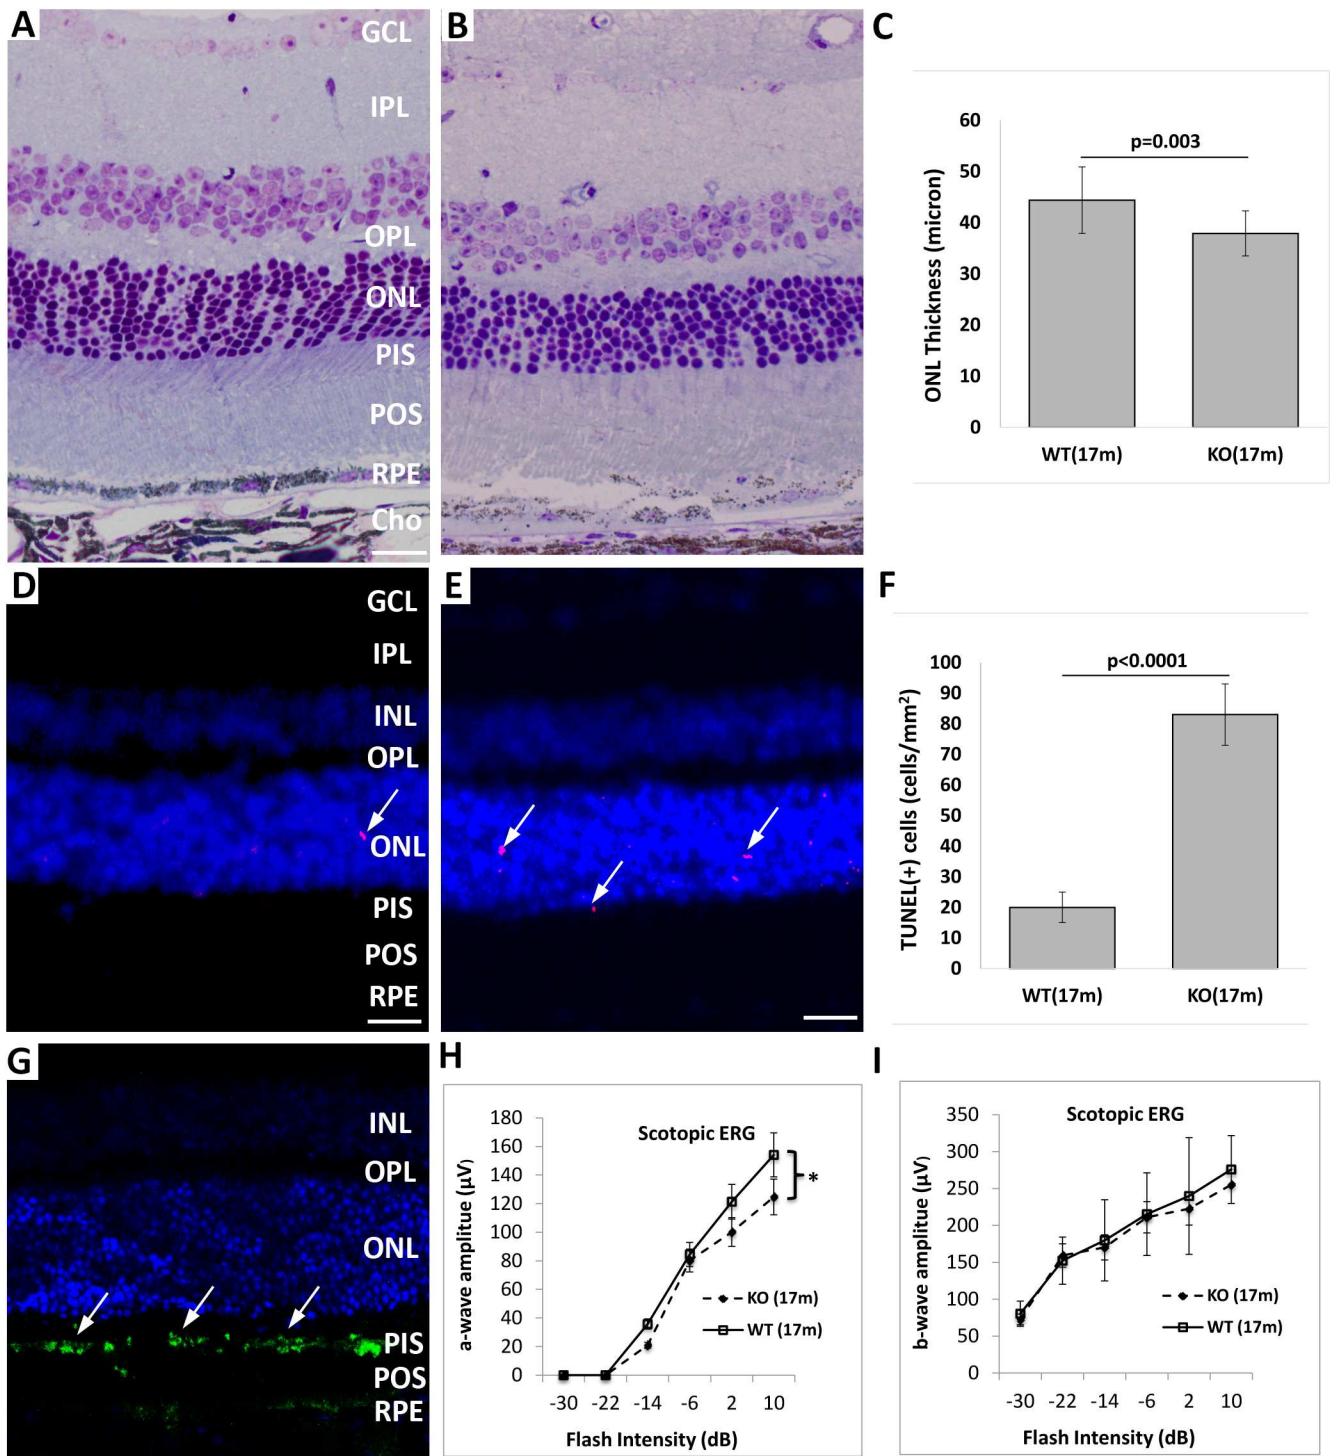 A
GCL
IPL
OPL
ONL
PIS
POS
RPE
Cho
B
C
60
50
40
30
20
10
0
ONL Thickness (micron)
p=0.003
WT(17m)
KO(17m)
D
GCL
IPL
INL
OPL
ONL
PIS
POS
RPE
E
F
100
90
80
70
60
50
40
30
20
10
0
TUNEL(+) cells (cells/mm²)
p<0.0001
WT(17m)
KO(17m)
G
INL
OPL
ONL
PIS
POS
RPE
H
Scotopic ERG
180
160
140
120
100
80
60
40
20
0
a-wave amplitue (µV)
*
KO (17m)
WT (17m)
-30 -22 -14 -6 2 10
Flash Intensity (dB)
I
Scotopic ERG
350
300
250
200
150
100
50
0
b-wave amplitue (µV)
KO (17m)
WT (17m)
-30 -22 -14 -6 2 10
Flash Intensity (dB)